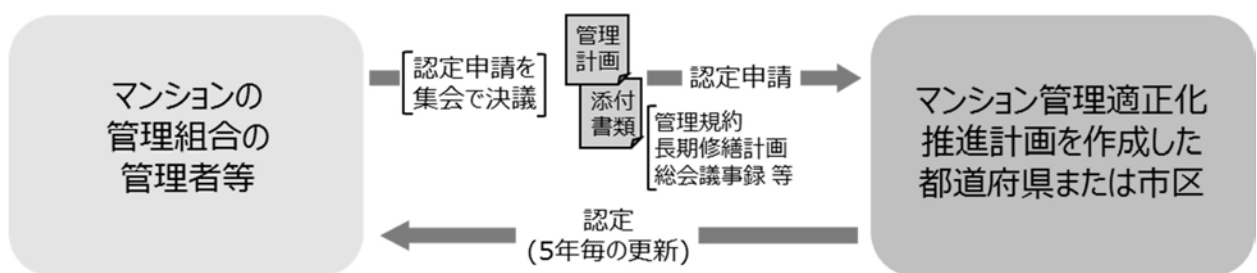 マンションの
管理組合の
管理者等
認定申請を
集会で決議
管理
計画
添付
書類
認定申請
管理規約
長期修繕計画
総会議事録 等
認定
(5年毎の更新)
マンション管理適正化
推進計画を作成した
都道府県または市区